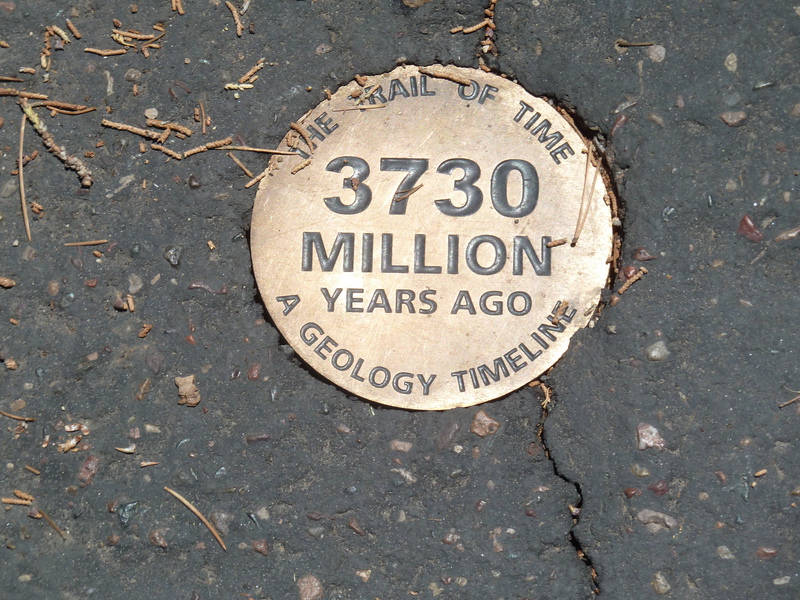 THE TRAIL OF TIME
3730
MILLION
YEARS AGO
A GEOLOGY TIMELINE